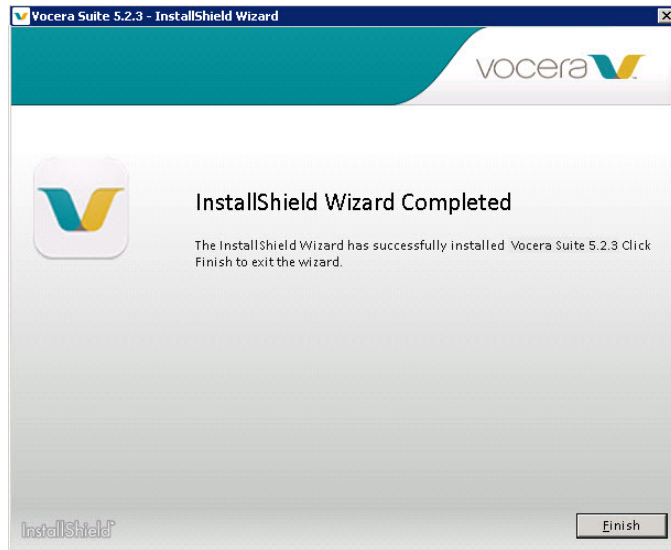 Vocera Suite 5.2.3 - InstallShield Wizard
vocera
InstallShield Wizard Completed
The InstallShield Wizard has successfully installed Vocera Suite 5.2.3 Click
Finish to exit the wizard.
InstallShield
Finish